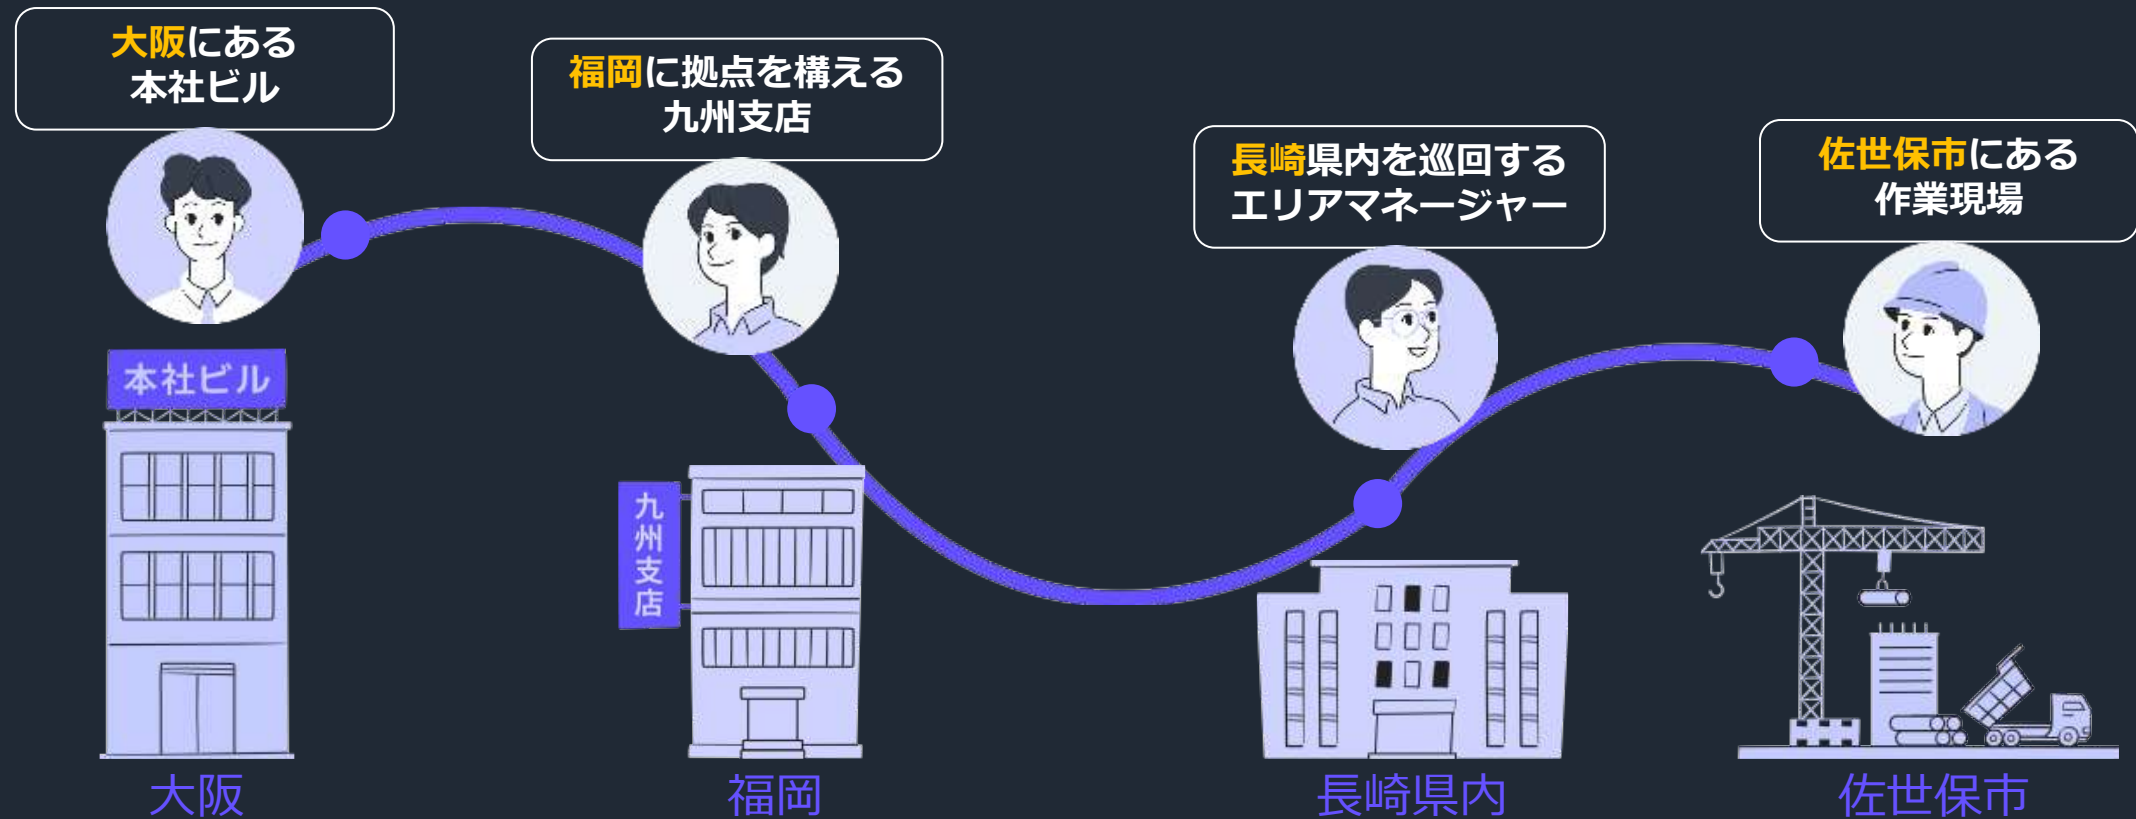 大阪にある
本社ビル
福岡に拠点を構える
九州支店
長崎県内を巡回する
エリアマネージャー
佐世保市にある
作業現場
本社ビル
九州支店
大阪
福岡
長崎県内
佐世保市